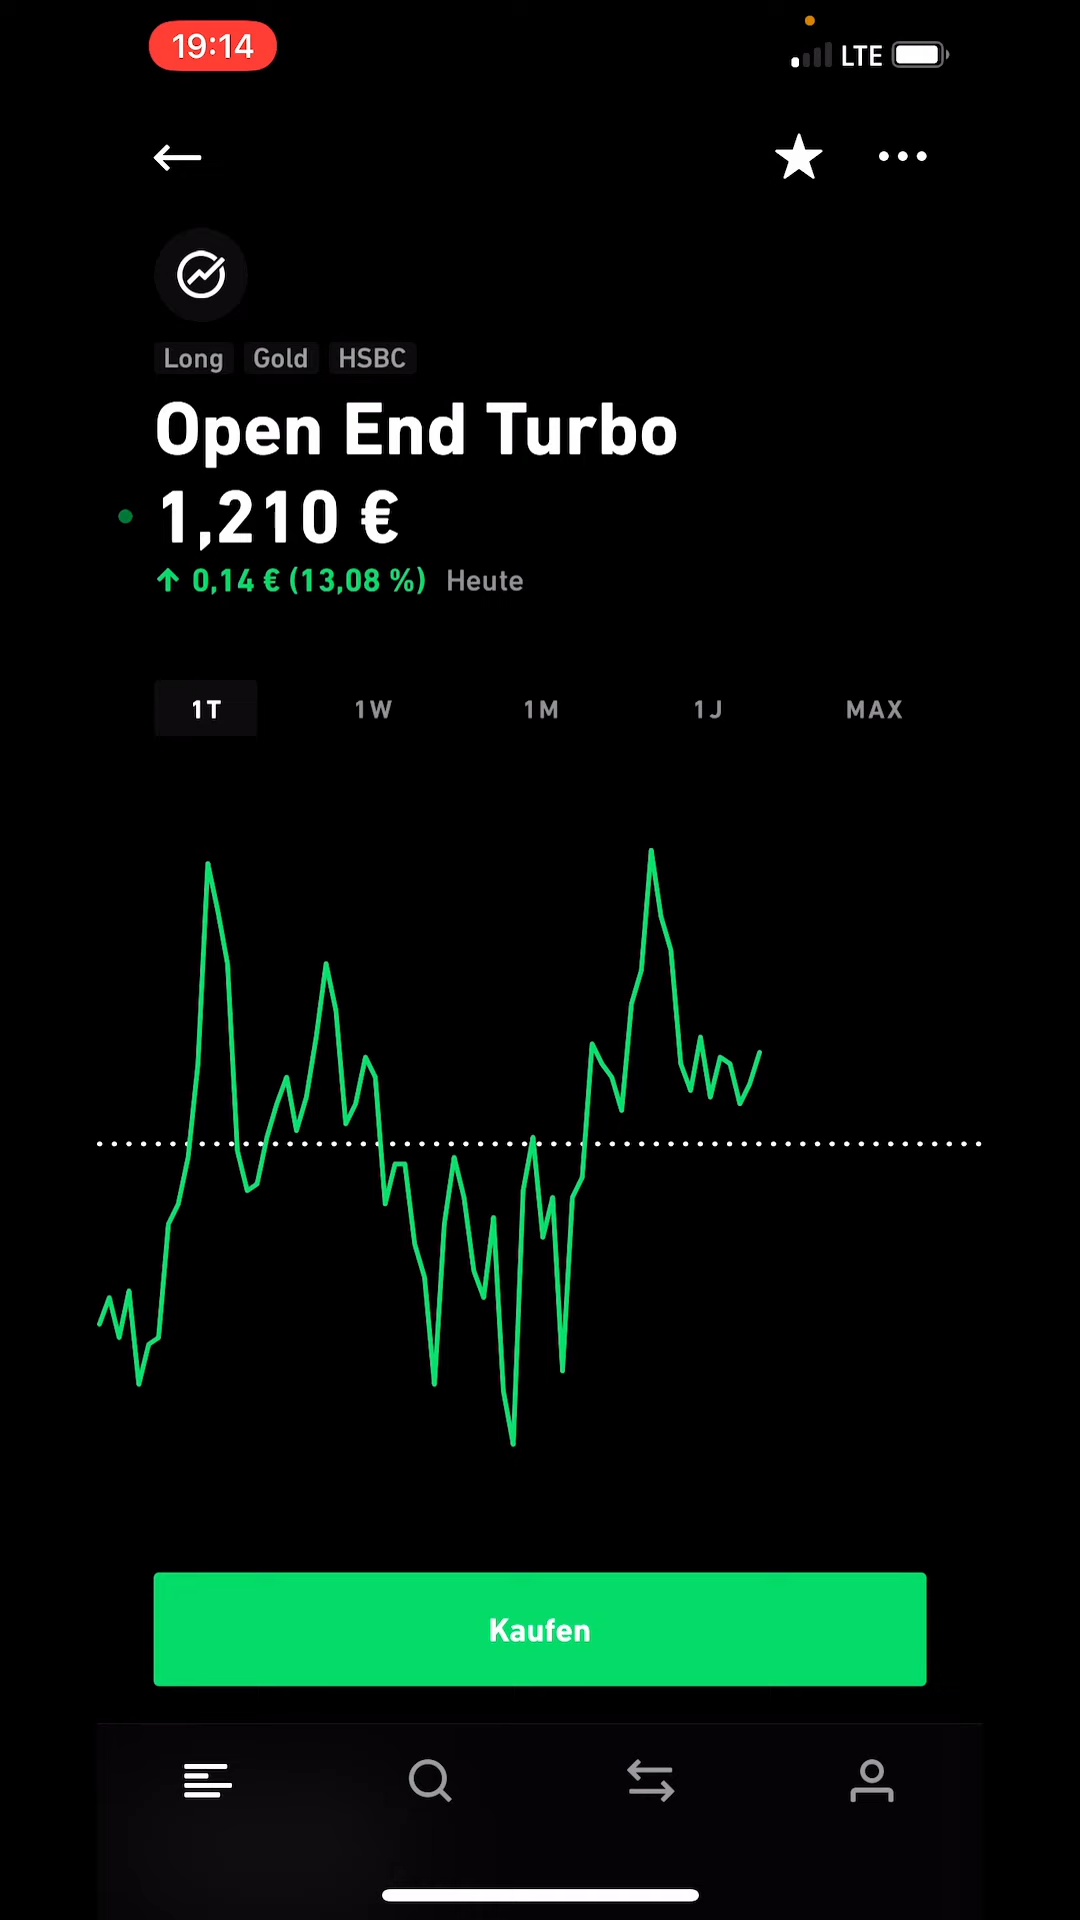 19:14 LTE
Long Gold HSBC
Open End Turbo
1,210 €
↑ 0,14 € (13,08 %) Heute
1T 1W 1M 1J MAX
Kaufen